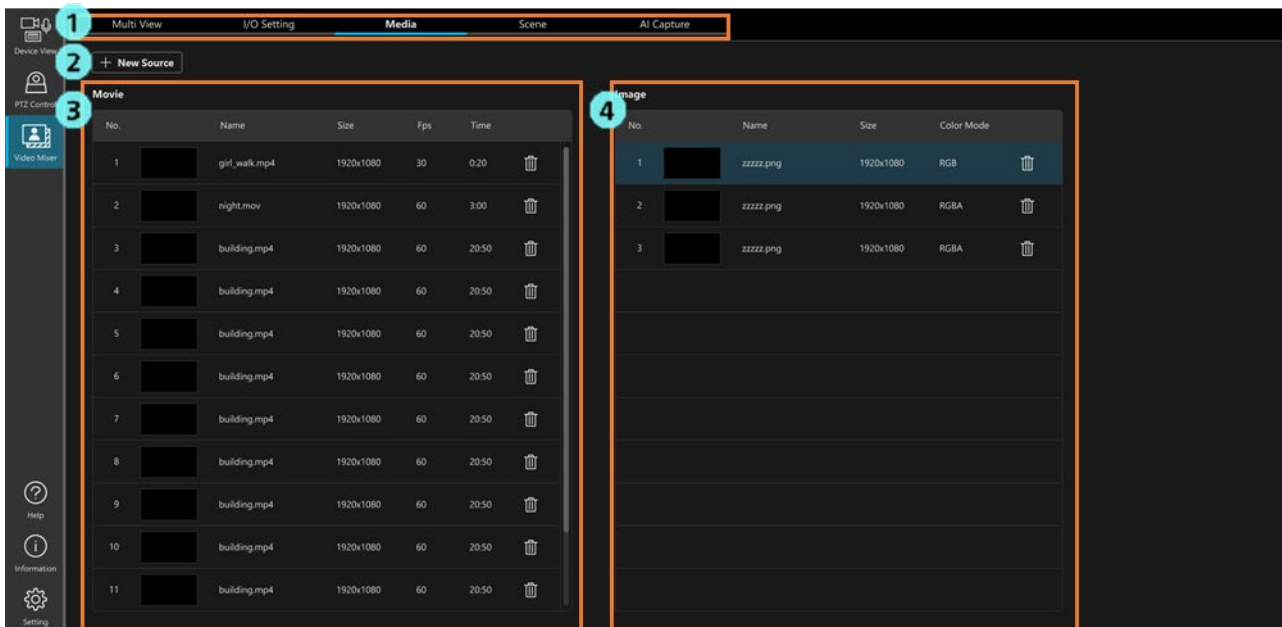 1
Multi View I/O Setting Media Scene AI Capture
Device View
2
+ New Source
PTZ Control
Video Mixer
3
Movie
No. Name Size Fps Time
1 girl_walk.mp4 1920x1080 30 0:20
2 night.mov 1920x1080 60 3:00
3 building.mp4 1920x1080 60 20:50
4 building.mp4 1920x1080 60 20:50
5 building.mp4 1920x1080 60 20:50
6 building.mp4 1920x1080 60 20:50
7 building.mp4 1920x1080 60 20:50
8 building.mp4 1920x1080 60 20:50
9 building.mp4 1920x1080 60 20:50
10 building.mp4 1920x1080 60 20:50
11 building.mp4 1920x1080 60 20:50
4
Image
No. Name Size Color Mode
1 zzzzz.png 1920x1080 RGB
2 zzzzz.png 1920x1080 RGBA
3 zzzzz.png 1920x1080 RGBA
Help
Information
Setting